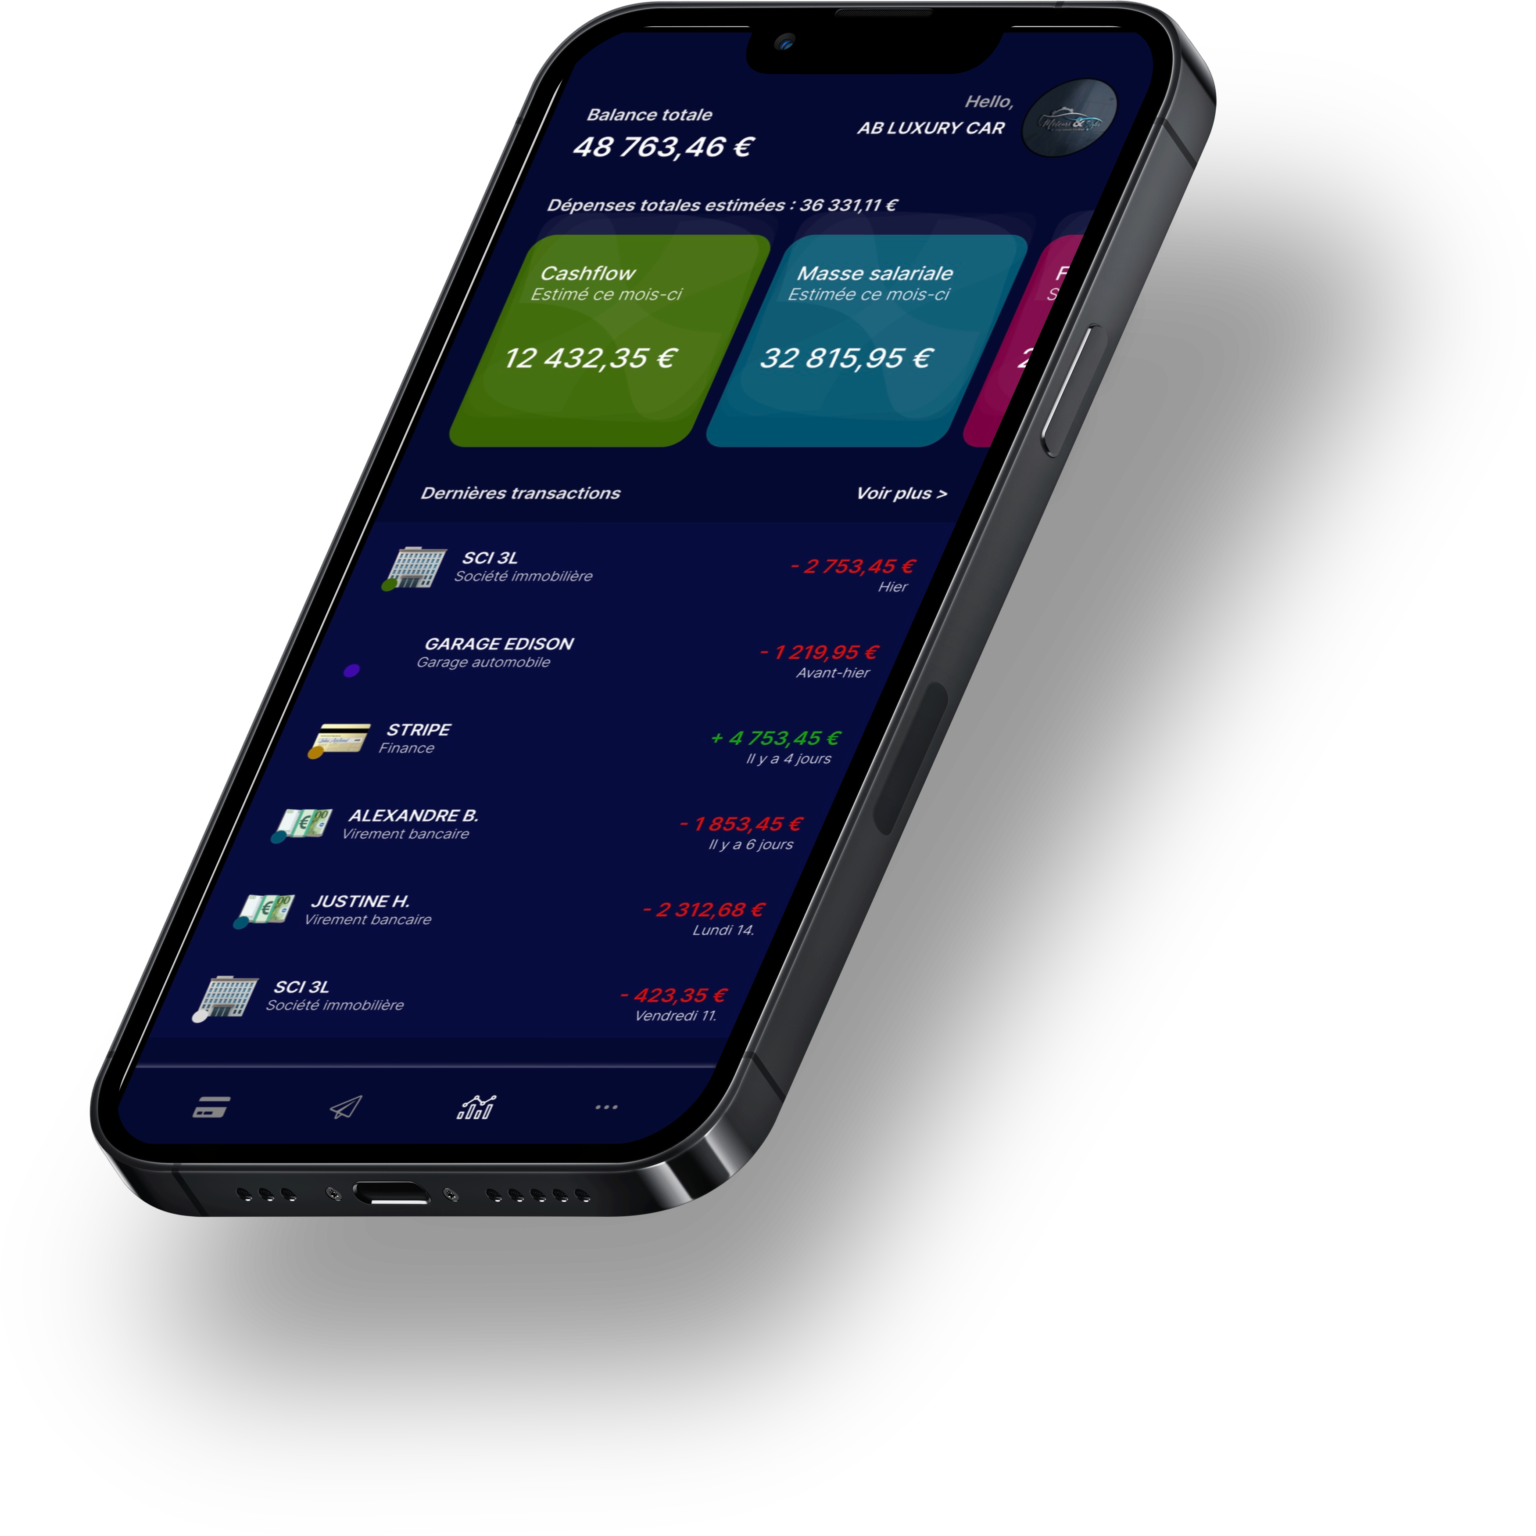 Balance totale
48 763,46 €
Hello,
AB LUXURY CAR
Dépenses totales estimées : 36 331,11 €
Cashflow
Estimé ce mois-ci
12 432,35 €
Masse salariale
Estimée ce mois-ci
32 815,95 €
Dernières transactions
Voir plus >
SCI 3L
Société immobilière
- 2 753,45 €
Hier
GARAGE EDISON
Garage automobile
- 1 219,95 €
Avant-hier
STRIPE
Finance
+ 4 753,45 €
Il y a 4 jours
ALEXANDRE B.
Virement bancaire
- 1 853,45 €
Il y a 6 jours
JUSTINE H.
Virement bancaire
- 2 312,68 €
Lundi 14.
SCI 3L
Société immobilière
- 423,35 €
Vendredi 11.